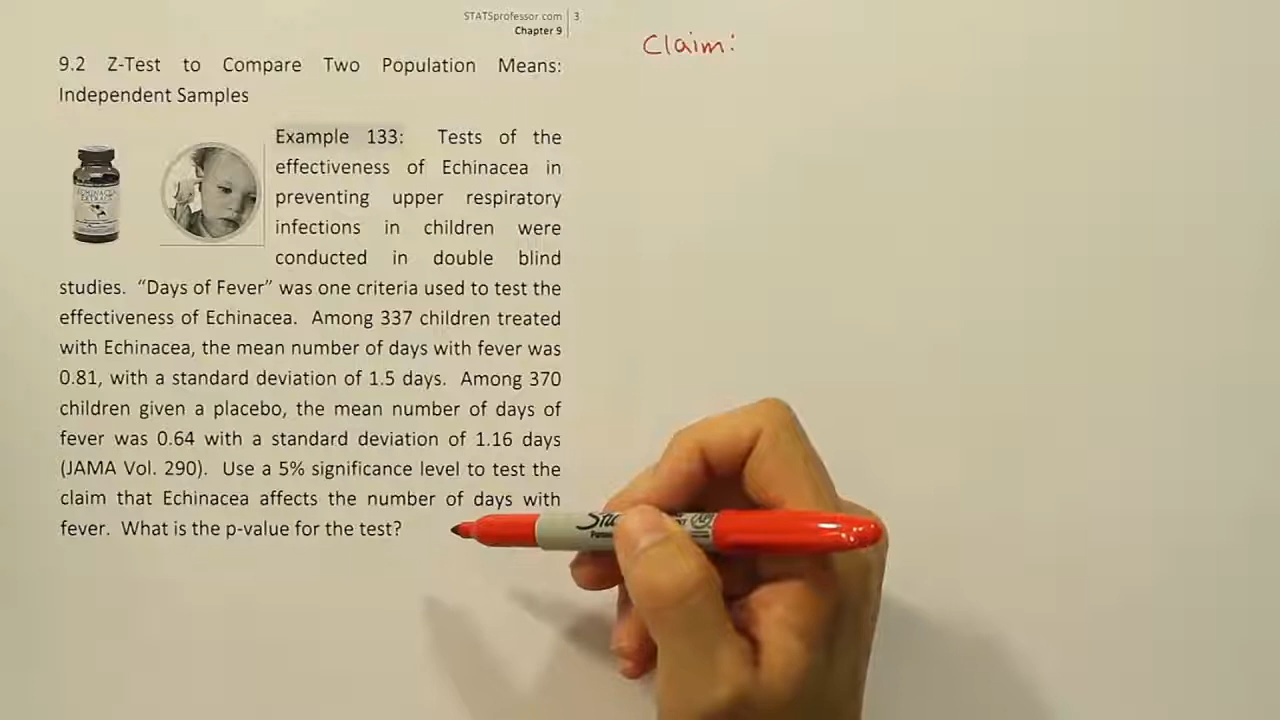 STATSprofessor.com 3
Chapter 9
Claim:
9.2 Z-Test to Compare Two Population Means:
Independent Samples
Example 133: Tests of the
effectiveness of Echinacea in
preventing upper respiratory
infections in children were
conducted in double blind
studies. “Days of Fever” was one criteria used to test the
effectiveness of Echinacea. Among 337 children treated
with Echinacea, the mean number of days with fever was
0.81, with a standard deviation of 1.5 days. Among 370
children given a placebo, the mean number of days of
fever was 0.64 with a standard deviation of 1.16 days
(JAMA Vol. 290). Use a 5% significance level to test the
claim that Echinacea affects the number of days with
fever. What is the p-value for the test?